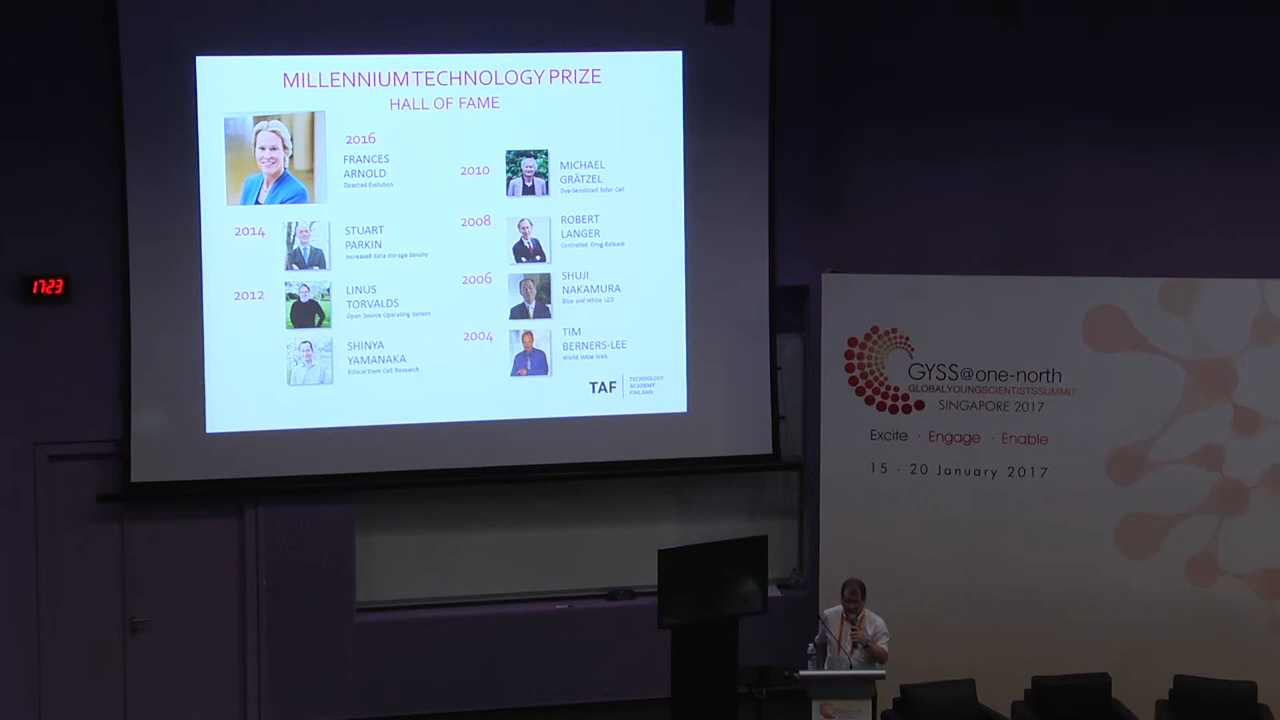 MILLENNIUM TECHNOLOGY PRIZE
HALL OF FAME
2016
FRANCES
ARNOLD
Directed Evolution
2014
STUART
PARKIN
Increased data storage density
2012
LINUS
TORVALDS
Open Source Operating System
SHINYA
YAMANAKA
Ethical Stem Cell Research
2010
MICHAEL
GRÄTZEL
Dye-Sensitized Solar Cell
2008
ROBERT
LANGER
Controlled Drug Release
2006
SHUJI
NAKAMURA
Blue and White LED
2004
TIM
BERNERS-LEE
World Wide Web
TAF
TECHNOLOGY
ACADEMY
FINLAND
17:23
GYSS@one-north
GLOBALYOUNGSCIENTISTSSUMMIT
SINGAPORE 2017
Excite · Engage · Enable
15 - 20 January 2017